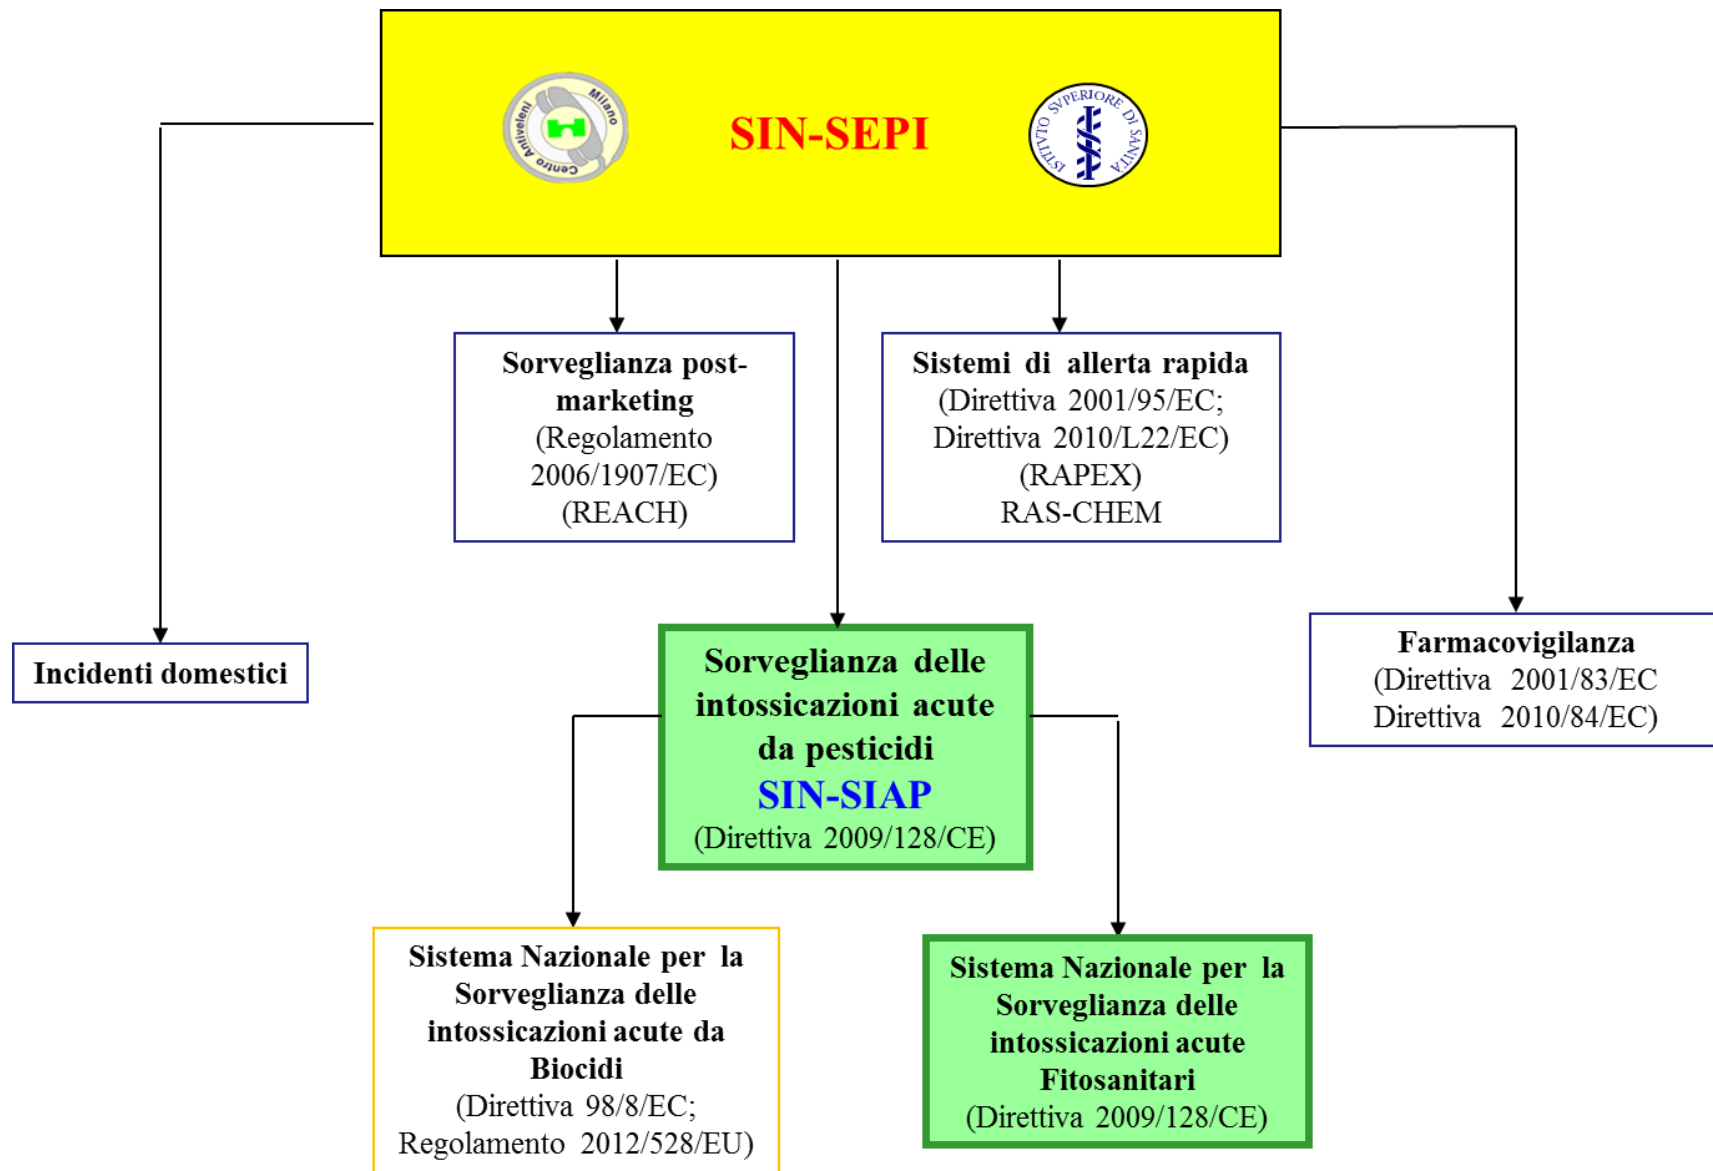 Centro Antiveleni Milano
SIN-SEPI
ISTITVTO SVPERIORE DI SANITÀ
Sorveglianza post-
marketing
(Regolamento
2006/1907/EC)
(REACH)
Sistemi di allerta rapida
(Direttiva 2001/95/EC;
Direttiva 2010/L22/EC)
(RAPEX)
RAS-CHEM
Incidenti domestici
Sorveglianza delle
intossicazioni acute
da pesticidi
SIN-SIAP
(Direttiva 2009/128/CE)
Farmacovigilanza
(Direttiva 2001/83/EC
Direttiva 2010/84/EC)
Sistema Nazionale per la
Sorveglianza delle
intossicazioni acute da
Biocidi
(Direttiva 98/8/EC;
Regolamento 2012/528/EU)
Sistema Nazionale per la
Sorveglianza delle
intossicazioni acute
Fitosanitari
(Direttiva 2009/128/CE)